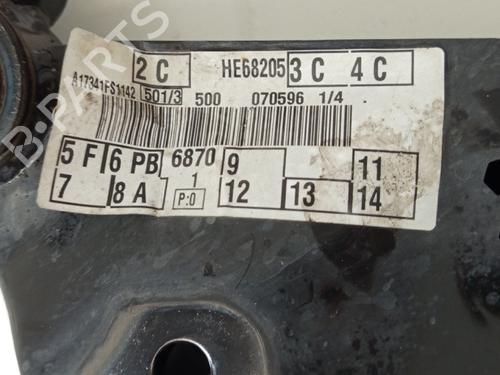 2 C HE68205 3 C 4 C
A17341FS1142 501/3 500 070596 1/4
5 F 6 PB 6870 9 11
7 8 A 1 P:0 12 13 14
B-PARTS